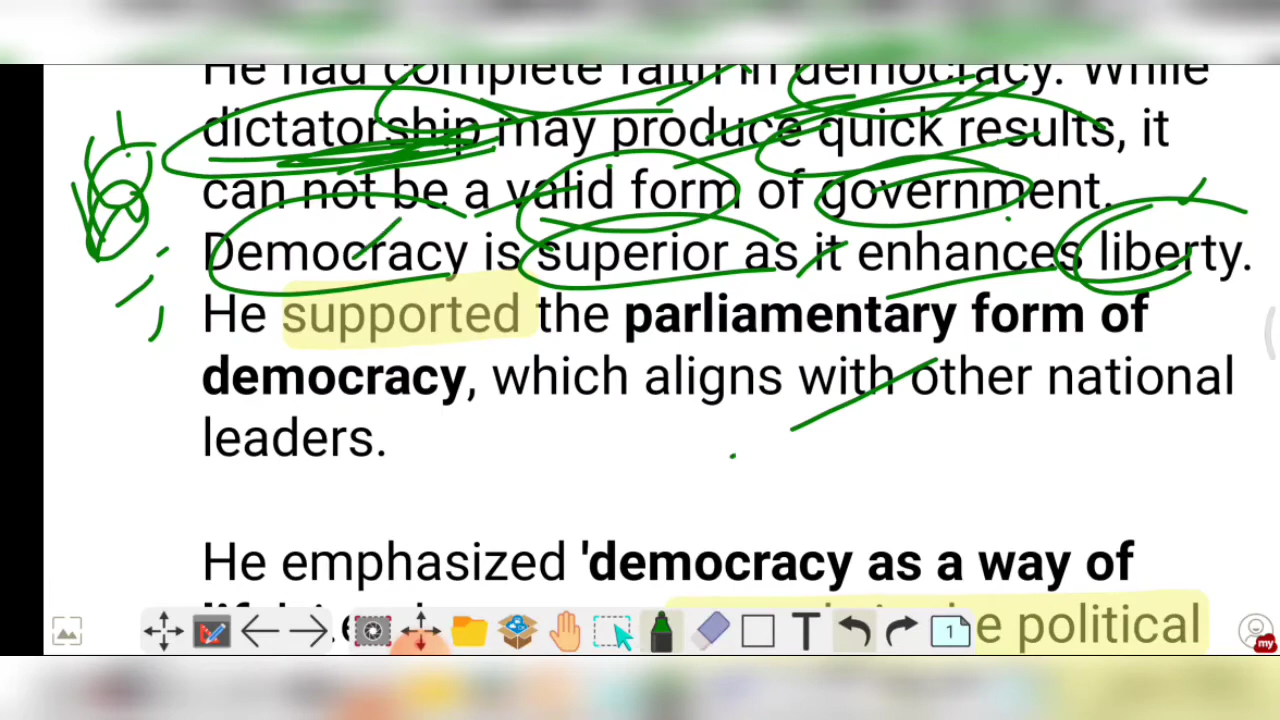 He had complete faith in democracy. While
dictatorship may produce quick results, it
can not be a valid form of government.
Democracy is superior as it enhances liberty.
He supported the parliamentary form of
democracy, which aligns with other national
leaders.
He emphasized 'democracy as a way of
e political
T
1
my